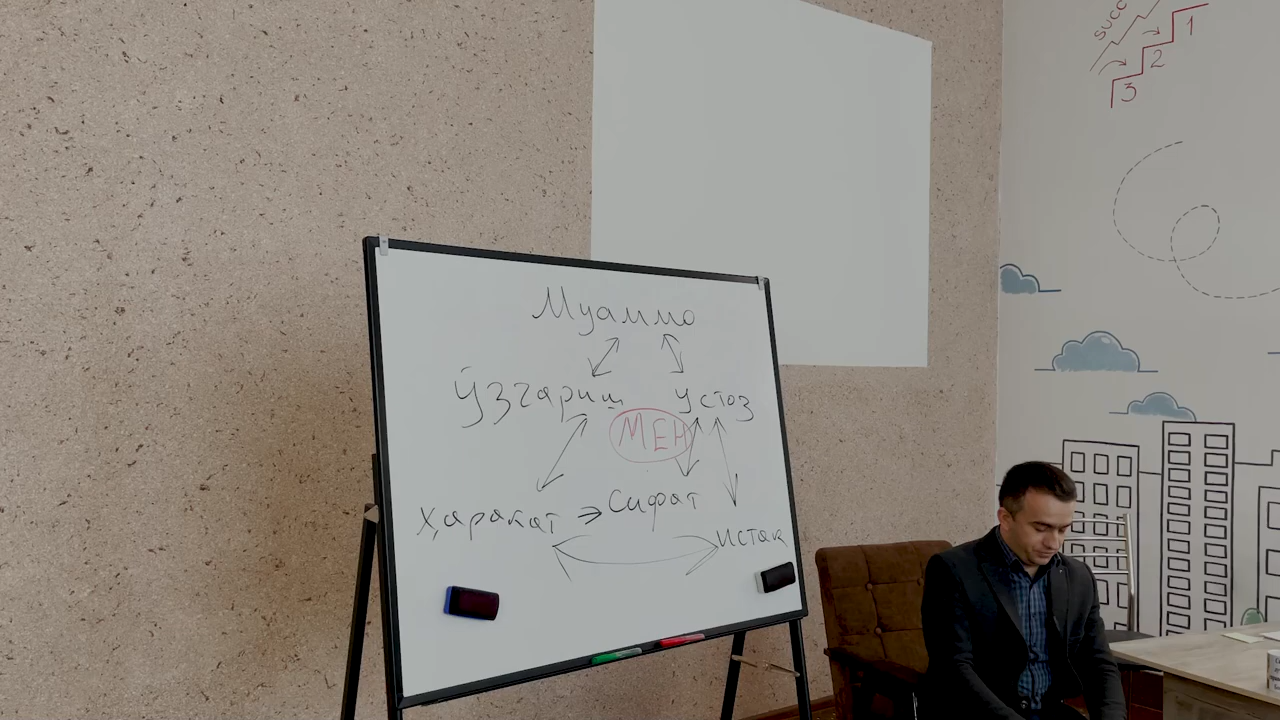 Муаммо
Ўзгариш устоз
МЕН
Ҳаракат ⇒ Сифат
Истак
SUCC
1
2
3